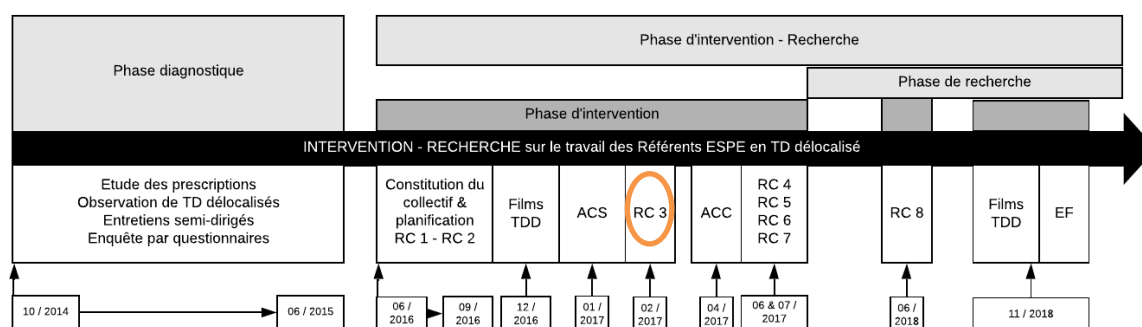 Phase diagnostique
Phase d'intervention - Recherche
Phase de recherche
Phase d'intervention
INTERVENTION - RECHERCHE sur le travail des Référents ESPE en TD délocalisé
Etude des prescriptions
Observation de TD délocalisés
Entretiens semi-dirigés
Enquête par questionnaires
Constitution du
collectif &
planification
RC 1 - RC 2
Films
TDD
ACS
RC 3
ACC
RC 4
RC 5
RC 6
RC 7
RC 8
Films
TDD
EF
10 / 2014
06 / 2015
06 /
2016
09 /
2016
12 /
2016
01 /
2017
02 /
2017
04 /
2017
06 & 07 /
2017
06 /
2018
11 / 2018